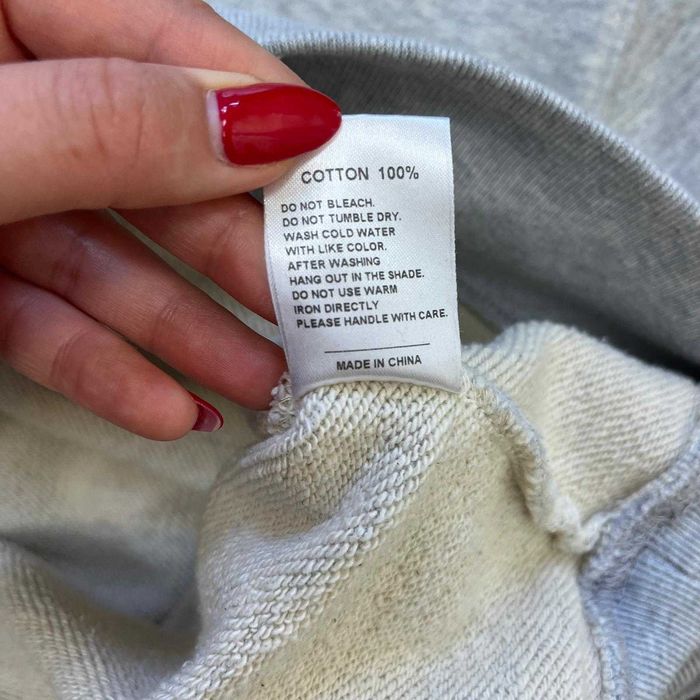 COTTON 100%
DO NOT BLEACH.
DO NOT TUMBLE DRY.
WASH COLD WATER
WITH LIKE COLOR.
AFTER WASHING
HANG OUT IN THE SHADE.
DO NOT USE WARM
IRON DIRECTLY
PLEASE HANDLE WITH CARE.
MADE IN CHINA